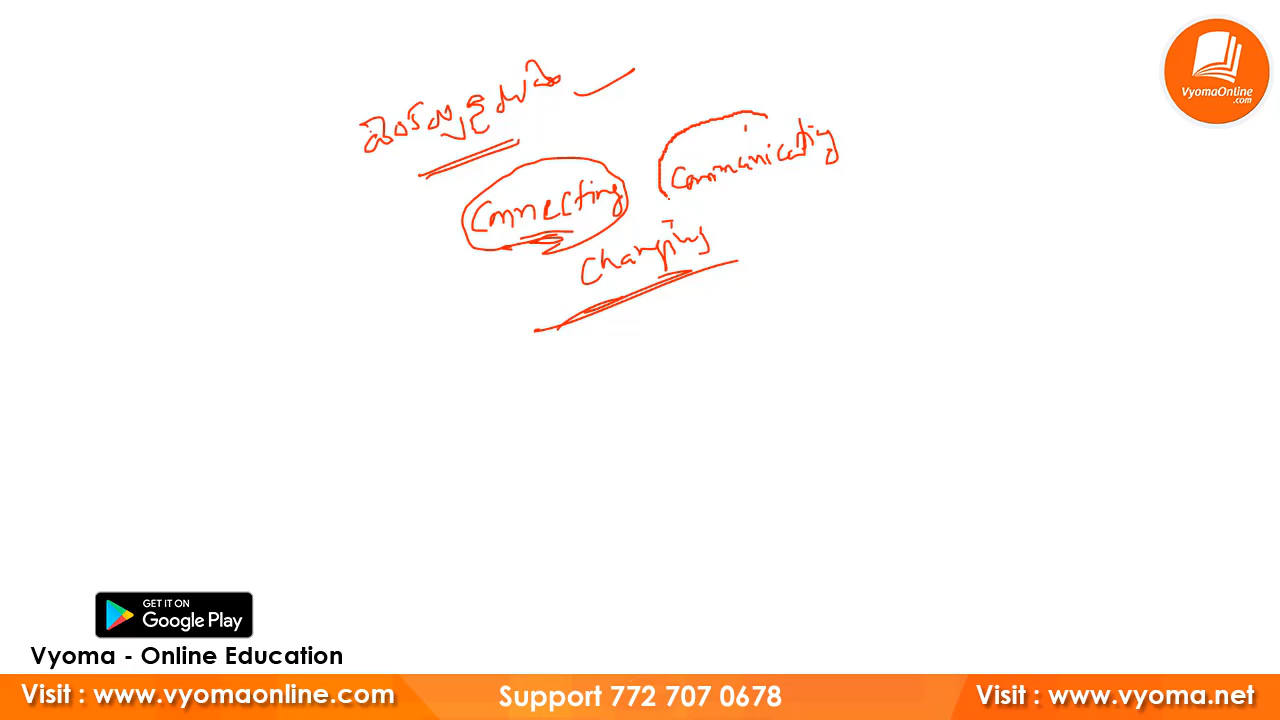 VyomaOnline
.com
Communicating
Connecting
Changing
GET IT ON
Google Play
Vyoma - Online Education
Visit : www.vyomaonline.com
Support 772 707 0678
Visit : www.vyoma.net